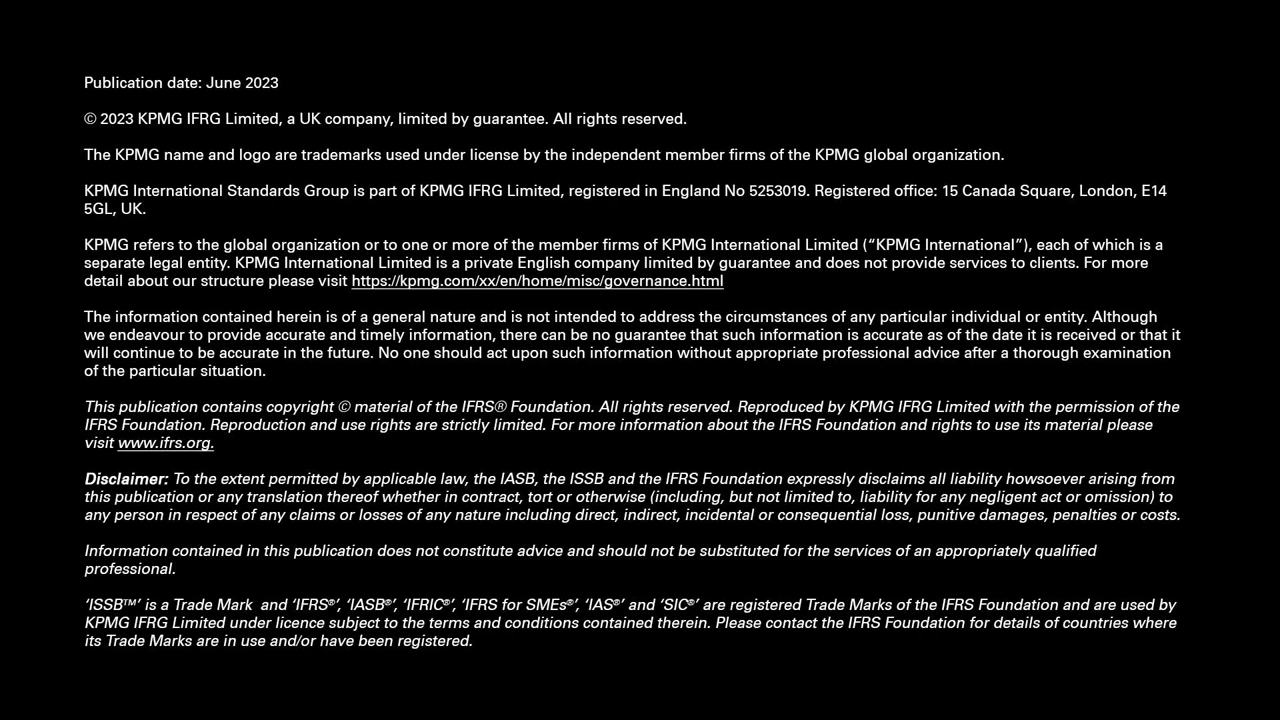 Publication date: June 2023
© 2023 KPMG IFRG Limited, a UK company, limited by guarantee. All rights reserved.
The KPMG name and logo are trademarks used under license by the independent member firms of the KPMG global organization.
KPMG International Standards Group is part of KPMG IFRG Limited, registered in England No 5253019. Registered office: 15 Canada Square, London, E14
5GL, UK.
KPMG refers to the global organization or to one or more of the member firms of KPMG International Limited (“KPMG International”), each of which is a
separate legal entity. KPMG International Limited is a private English company limited by guarantee and does not provide services to clients. For more
detail about our structure please visit https://kpmg.com/xx/en/home/misc/governance.html
The information contained herein is of a general nature and is not intended to address the circumstances of any particular individual or entity. Although
we endeavour to provide accurate and timely information, there can be no guarantee that such information is accurate as of the date it is received or that it
will continue to be accurate in the future. No one should act upon such information without appropriate professional advice after a thorough examination
of the particular situation.
This publication contains copyright © material of the IFRS® Foundation. All rights reserved. Reproduced by KPMG IFRG Limited with the permission of the
IFRS Foundation. Reproduction and use rights are strictly limited. For more information about the IFRS Foundation and rights to use its material please
visit www.ifrs.org.
Disclaimer: To the extent permitted by applicable law, the IASB, the ISSB and the IFRS Foundation expressly disclaims all liability howsoever arising from
this publication or any translation thereof whether in contract, tort or otherwise (including, but not limited to, liability for any negligent act or omission) to
any person in respect of any claims or losses of any nature including direct, indirect, incidental or consequential loss, punitive damages, penalties or costs.
Information contained in this publication does not constitute advice and should not be substituted for the services of an appropriately qualified
professional.
‘ISSB™’ is a Trade Mark  and ‘IFRS®’, ‘IASB®’, ‘IFRIC®’, ‘IFRS for SMEs®’, ‘IAS®’ and ‘SIC®’ are registered Trade Marks of the IFRS Foundation and are used by
KPMG IFRG Limited under licence subject to the terms and conditions contained therein. Please contact the IFRS Foundation for details of countries where
its Trade Marks are in use and/or have been registered.